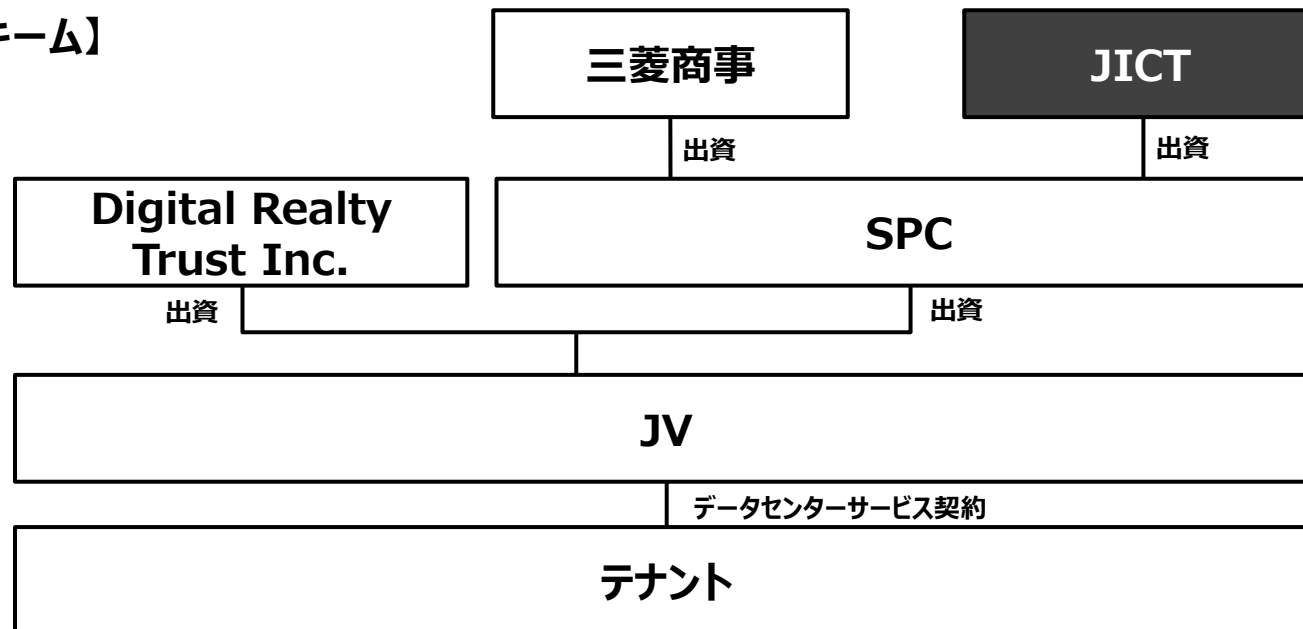 キーム】
三菱商事
JICT
出資
出資
Digital Realty
Trust Inc.
SPC
出資
出資
JV
データセンターサービス契約
テナント